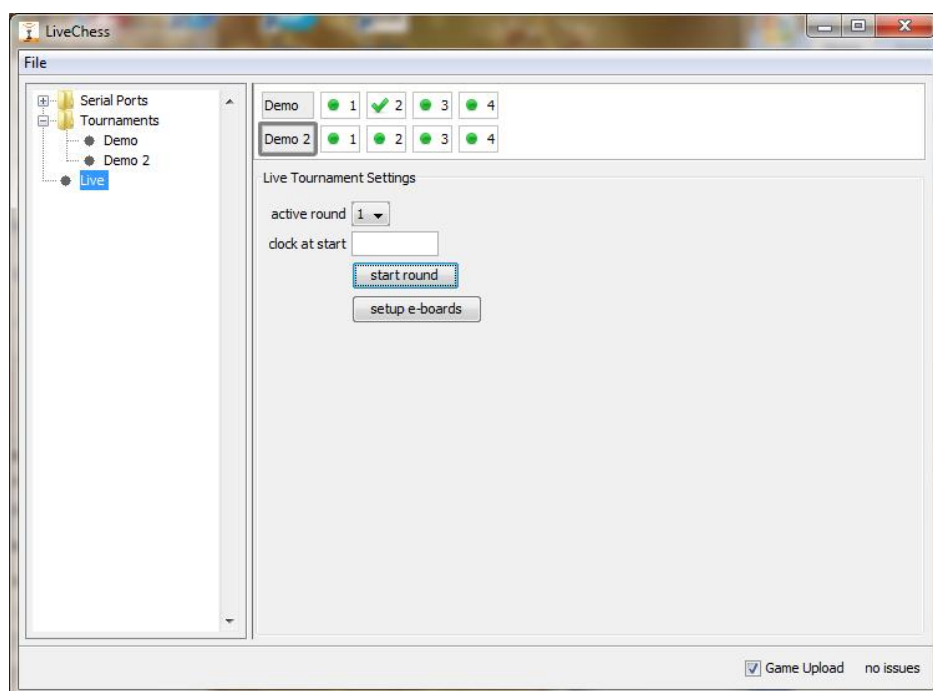 LiveChess
File
Serial Ports
Tournaments
Demo
Demo 2
Live
Demo 1 2 3 4
Demo 2 1 2 3 4
Live Tournament Settings
active round 1
clock at start
start round
setup e-boards
Game Upload no issues